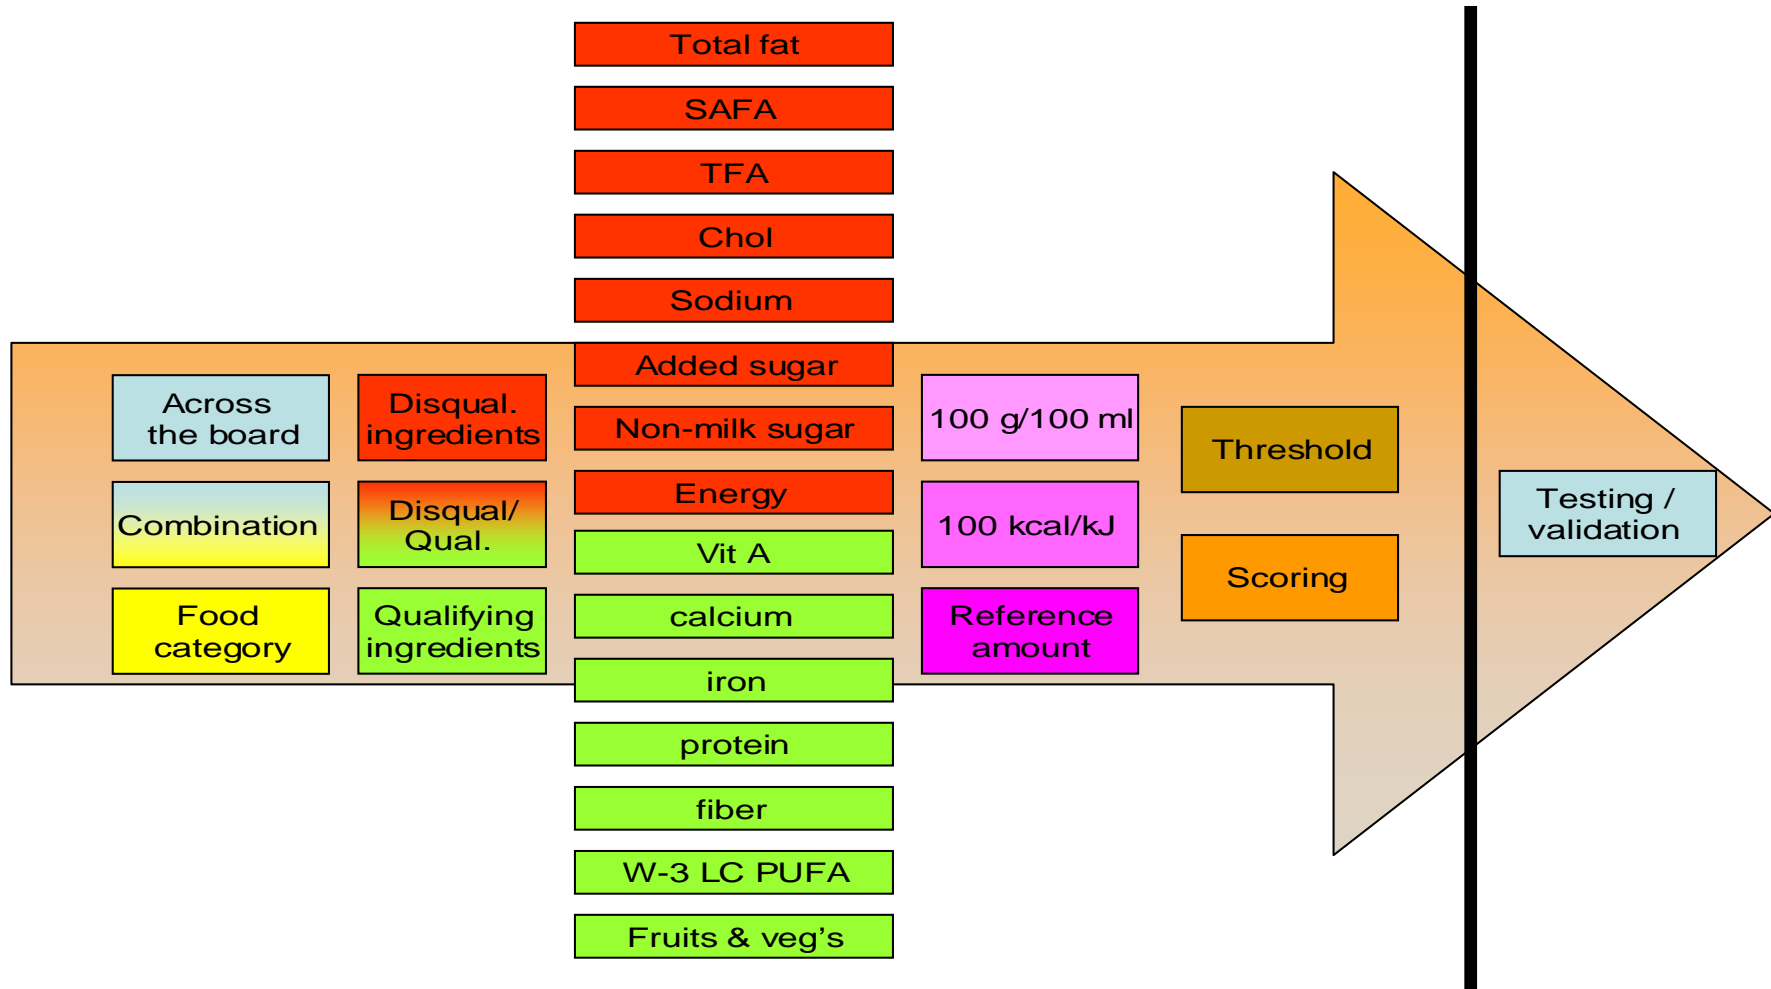 Across
the board
Combination
Food
category
Disqual.
ingredients
Disqual/
Qual.
Qualifying
ingredients
Total fat
SAFA
TFA
Chol
Sodium
Added sugar
Non-milk sugar
Energy
Vit A
calcium
iron
protein
fiber
W-3 LC PUFA
Fruits & veg’s
100 g/100 ml
100 kcal/kJ
Reference
amount
Threshold
Scoring
Testing /
validation